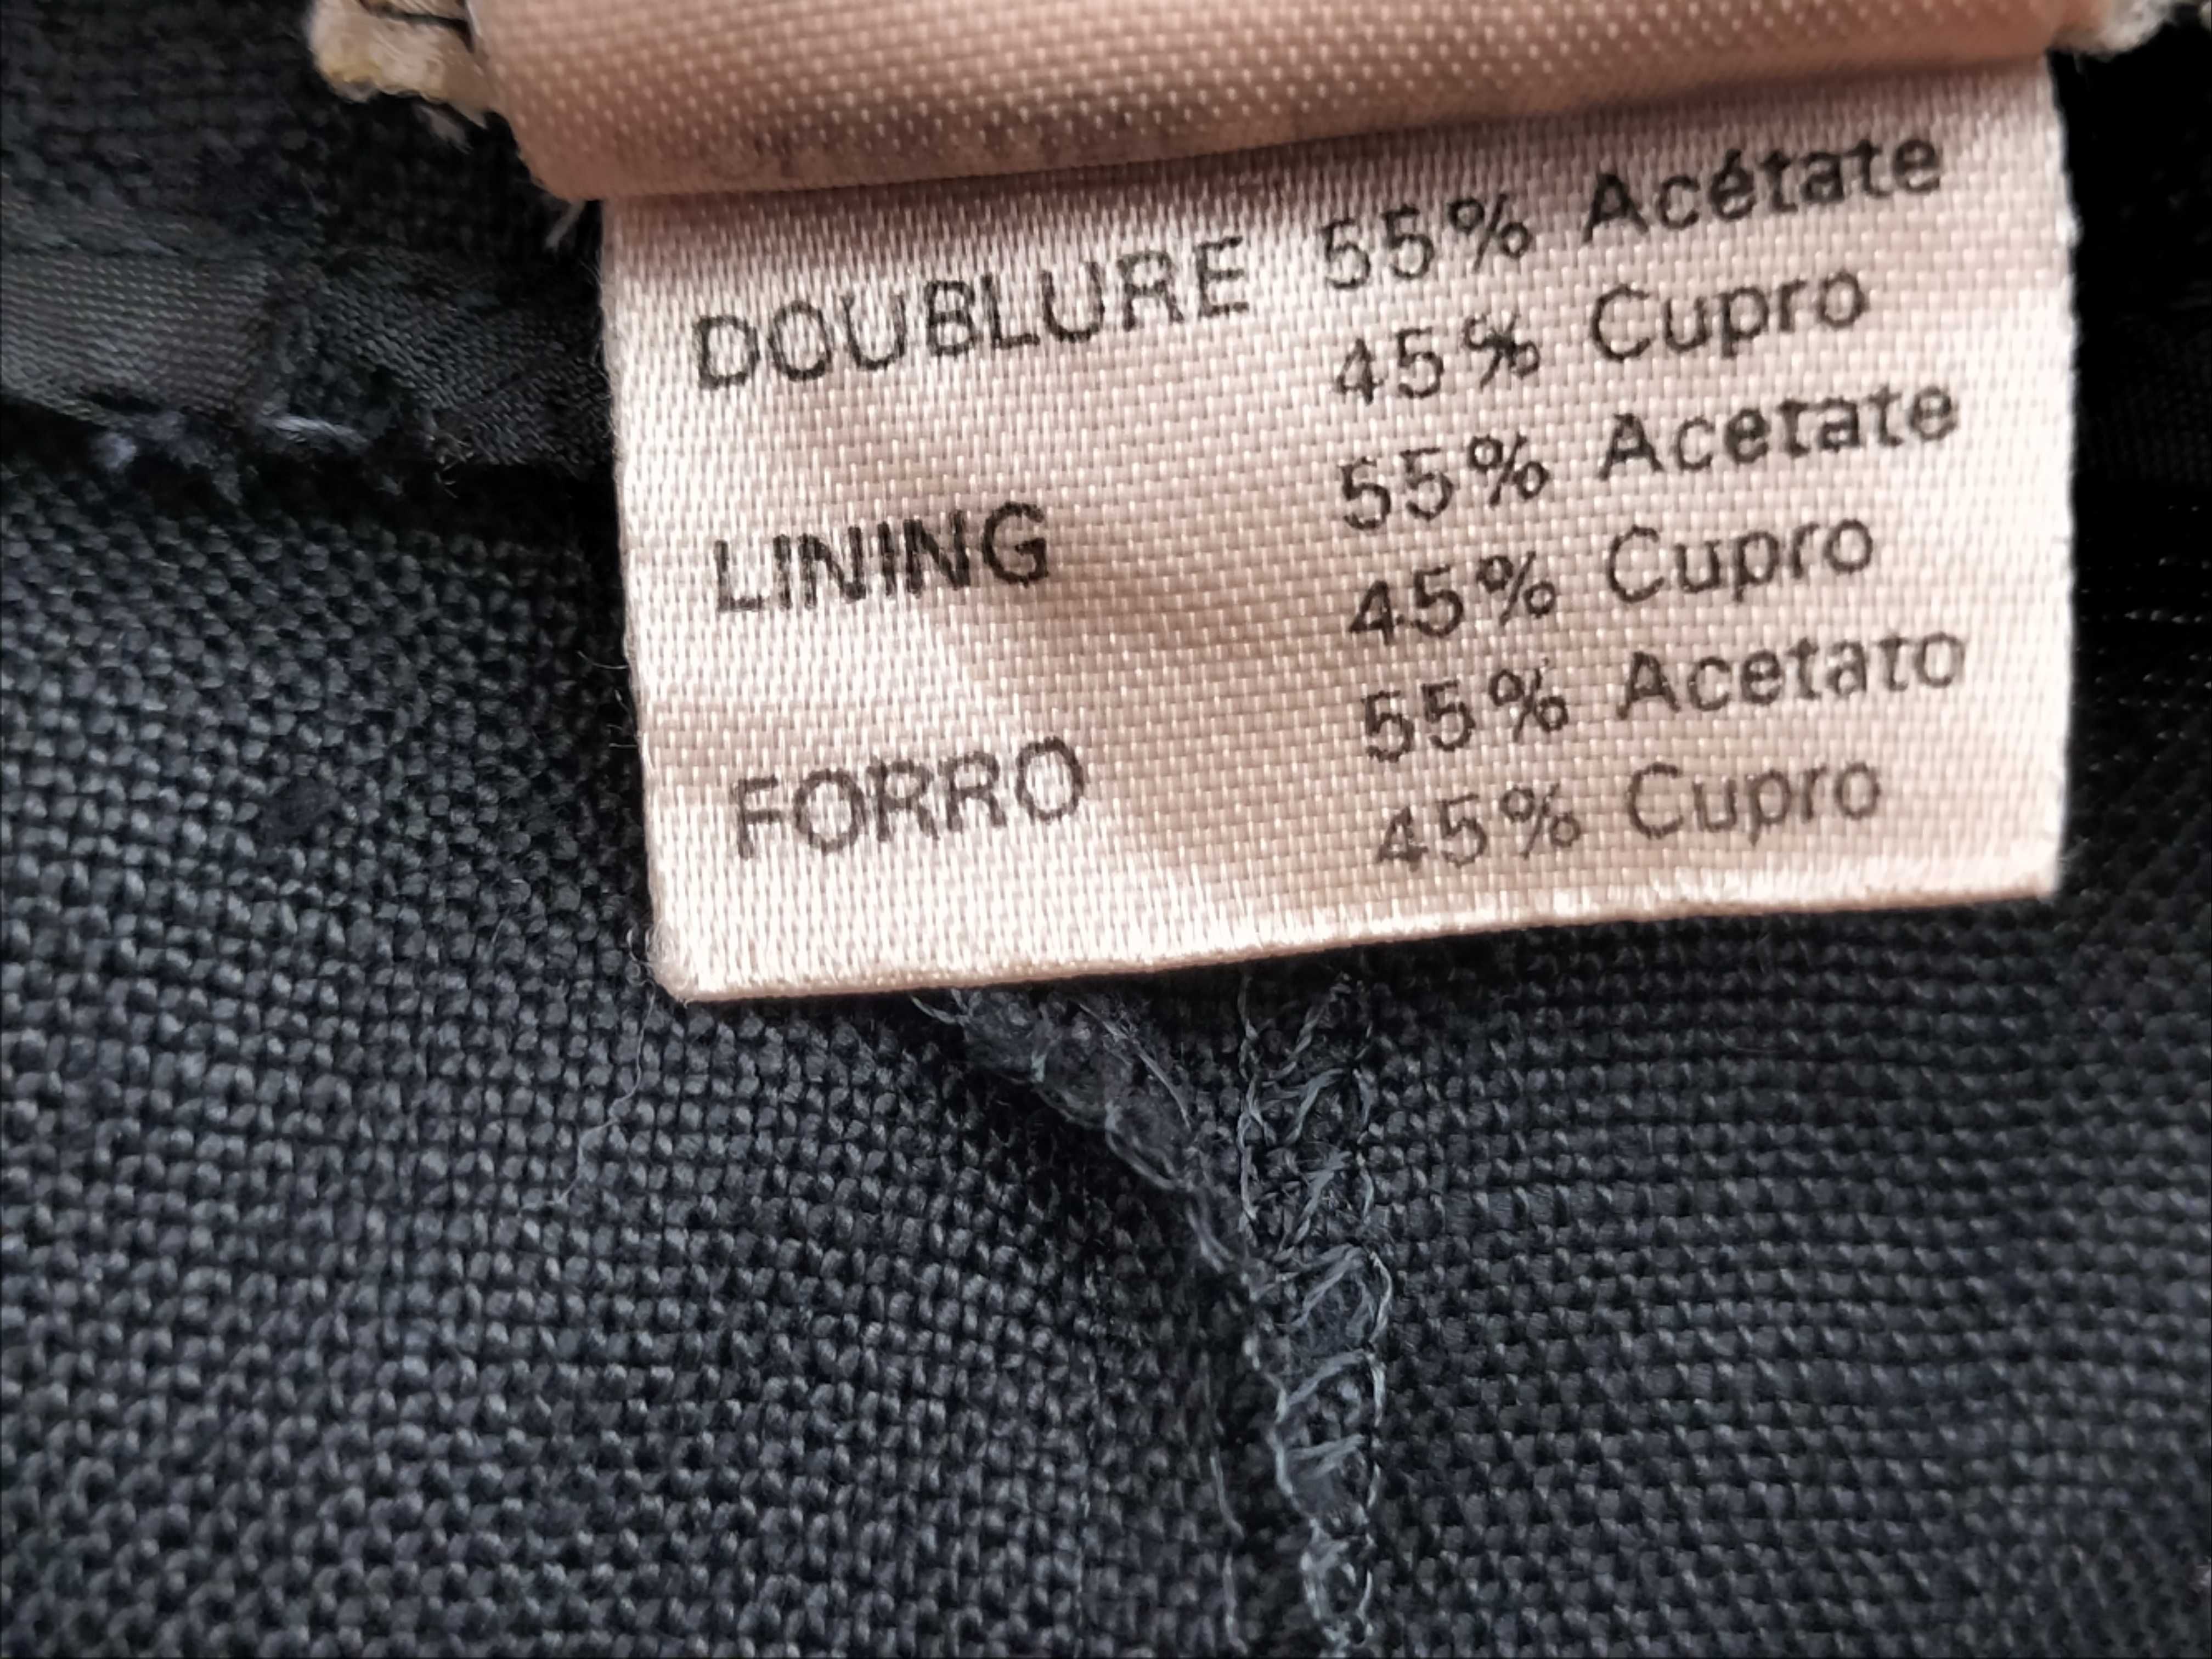 DOUBLURE 55% Acétate
45% Cupro
LINING 55% Acetate
45% Cupro
FORRO 55% Acetato
45% Cupro